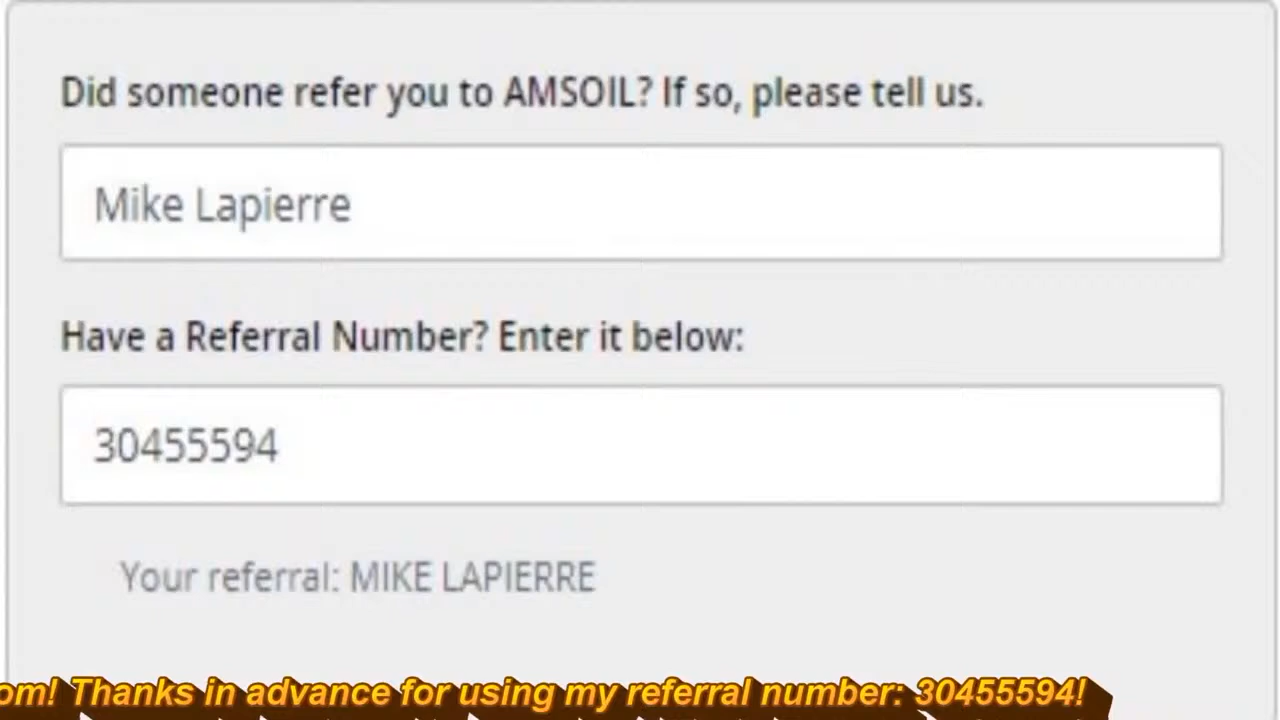 Did someone refer you to AMSOIL? If so, please tell us.
Mike Lapierre
Have a Referral Number? Enter it below:
30455594
Your referral: MIKE LAPIERRE
om! Thanks in advance for using my referral number: 30455594!